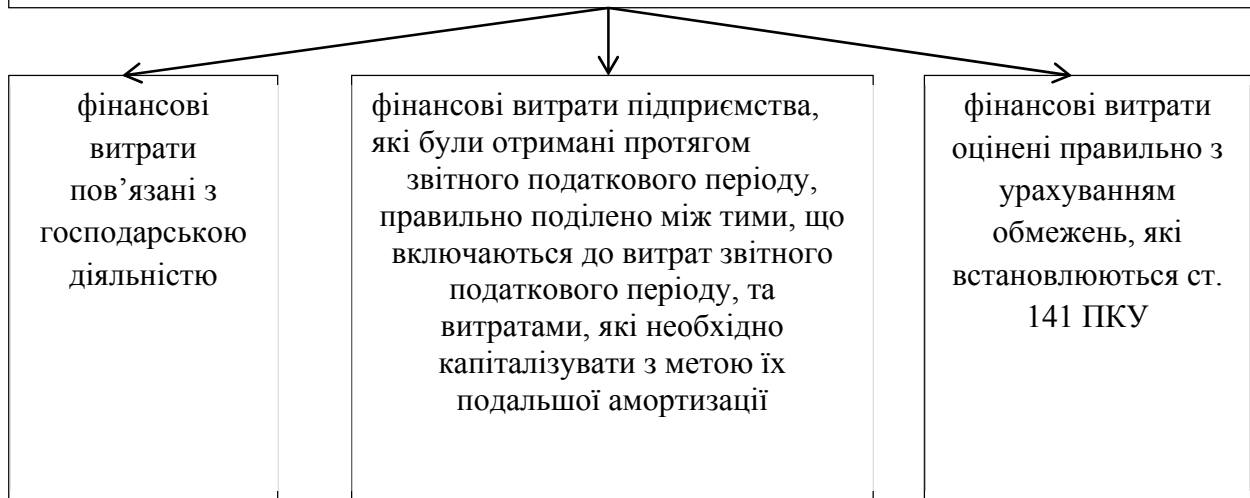 фінансові
витрати
пов’язані з
господарською
діяльністю
фінансові витрати підприємства,
які були отримані протягом
звітного податкового періоду,
правильно поділено між тими, що
включаються до витрат звітного
податкового періоду, та
витратами, які необхідно
капіталізувати з метою їх
подальшої амортизації
фінансові витрати
оцінені правильно з
урахуванням
обмежень, які
встановлюються ст.
141 ПКУ